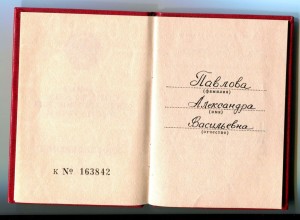 к № 163842
Павлова
(фамилия)
Александра
(имя)
Васильевна
(отчество)